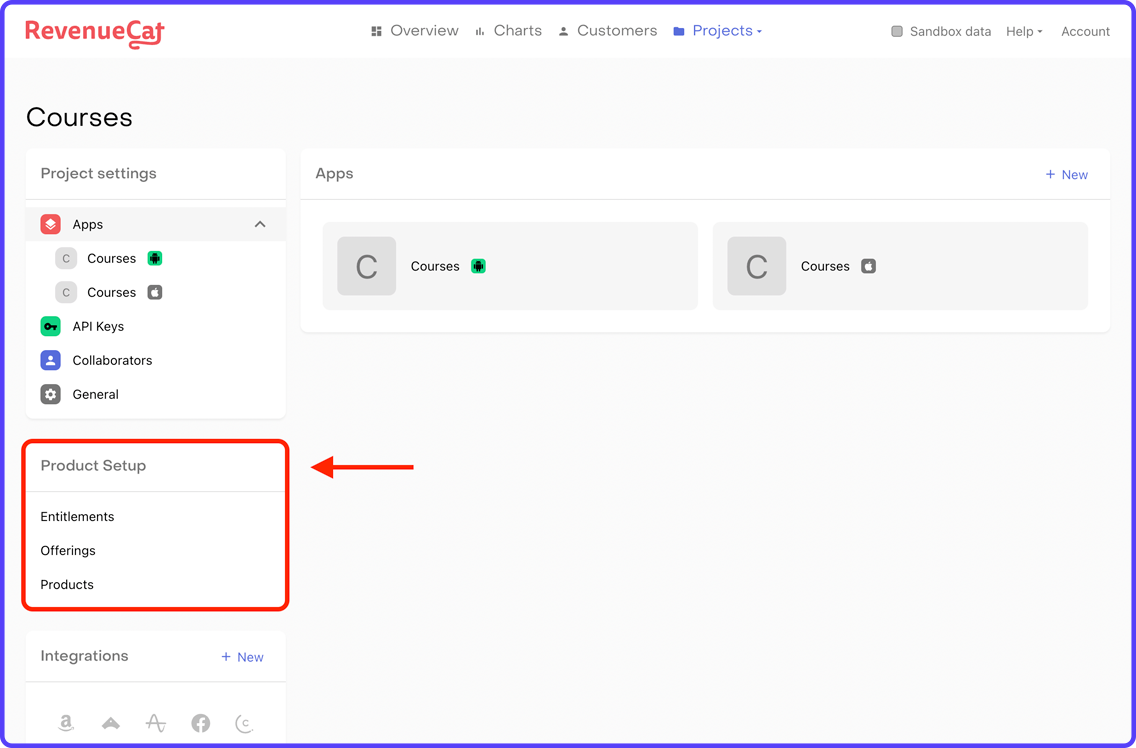 RevenueCat
Overview Charts Customers Projects
Sandbox data Help Account
Courses
Project settings
Apps
C Courses
C Courses
API Keys
Collaborators
General
Product Setup
Entitlements
Offerings
Products
Integrations + New
a c
Apps + New
C Courses
C Courses